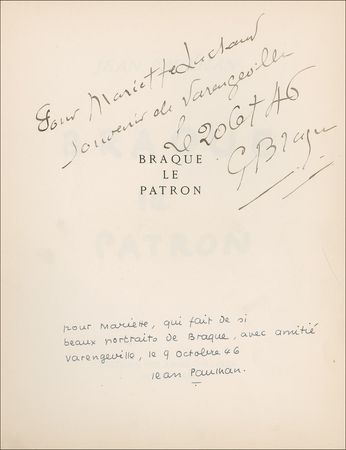 Pour Mariette Lachaud
souvenir de Varengeville
le 20 Oct 46
G Braque
BRAQUE
LE
PATRON
pour Mariette, qui fait de si
beaux portraits de Braque, avec amitié
Varengeville, le 9 octobre 46
Jean Paulhan.